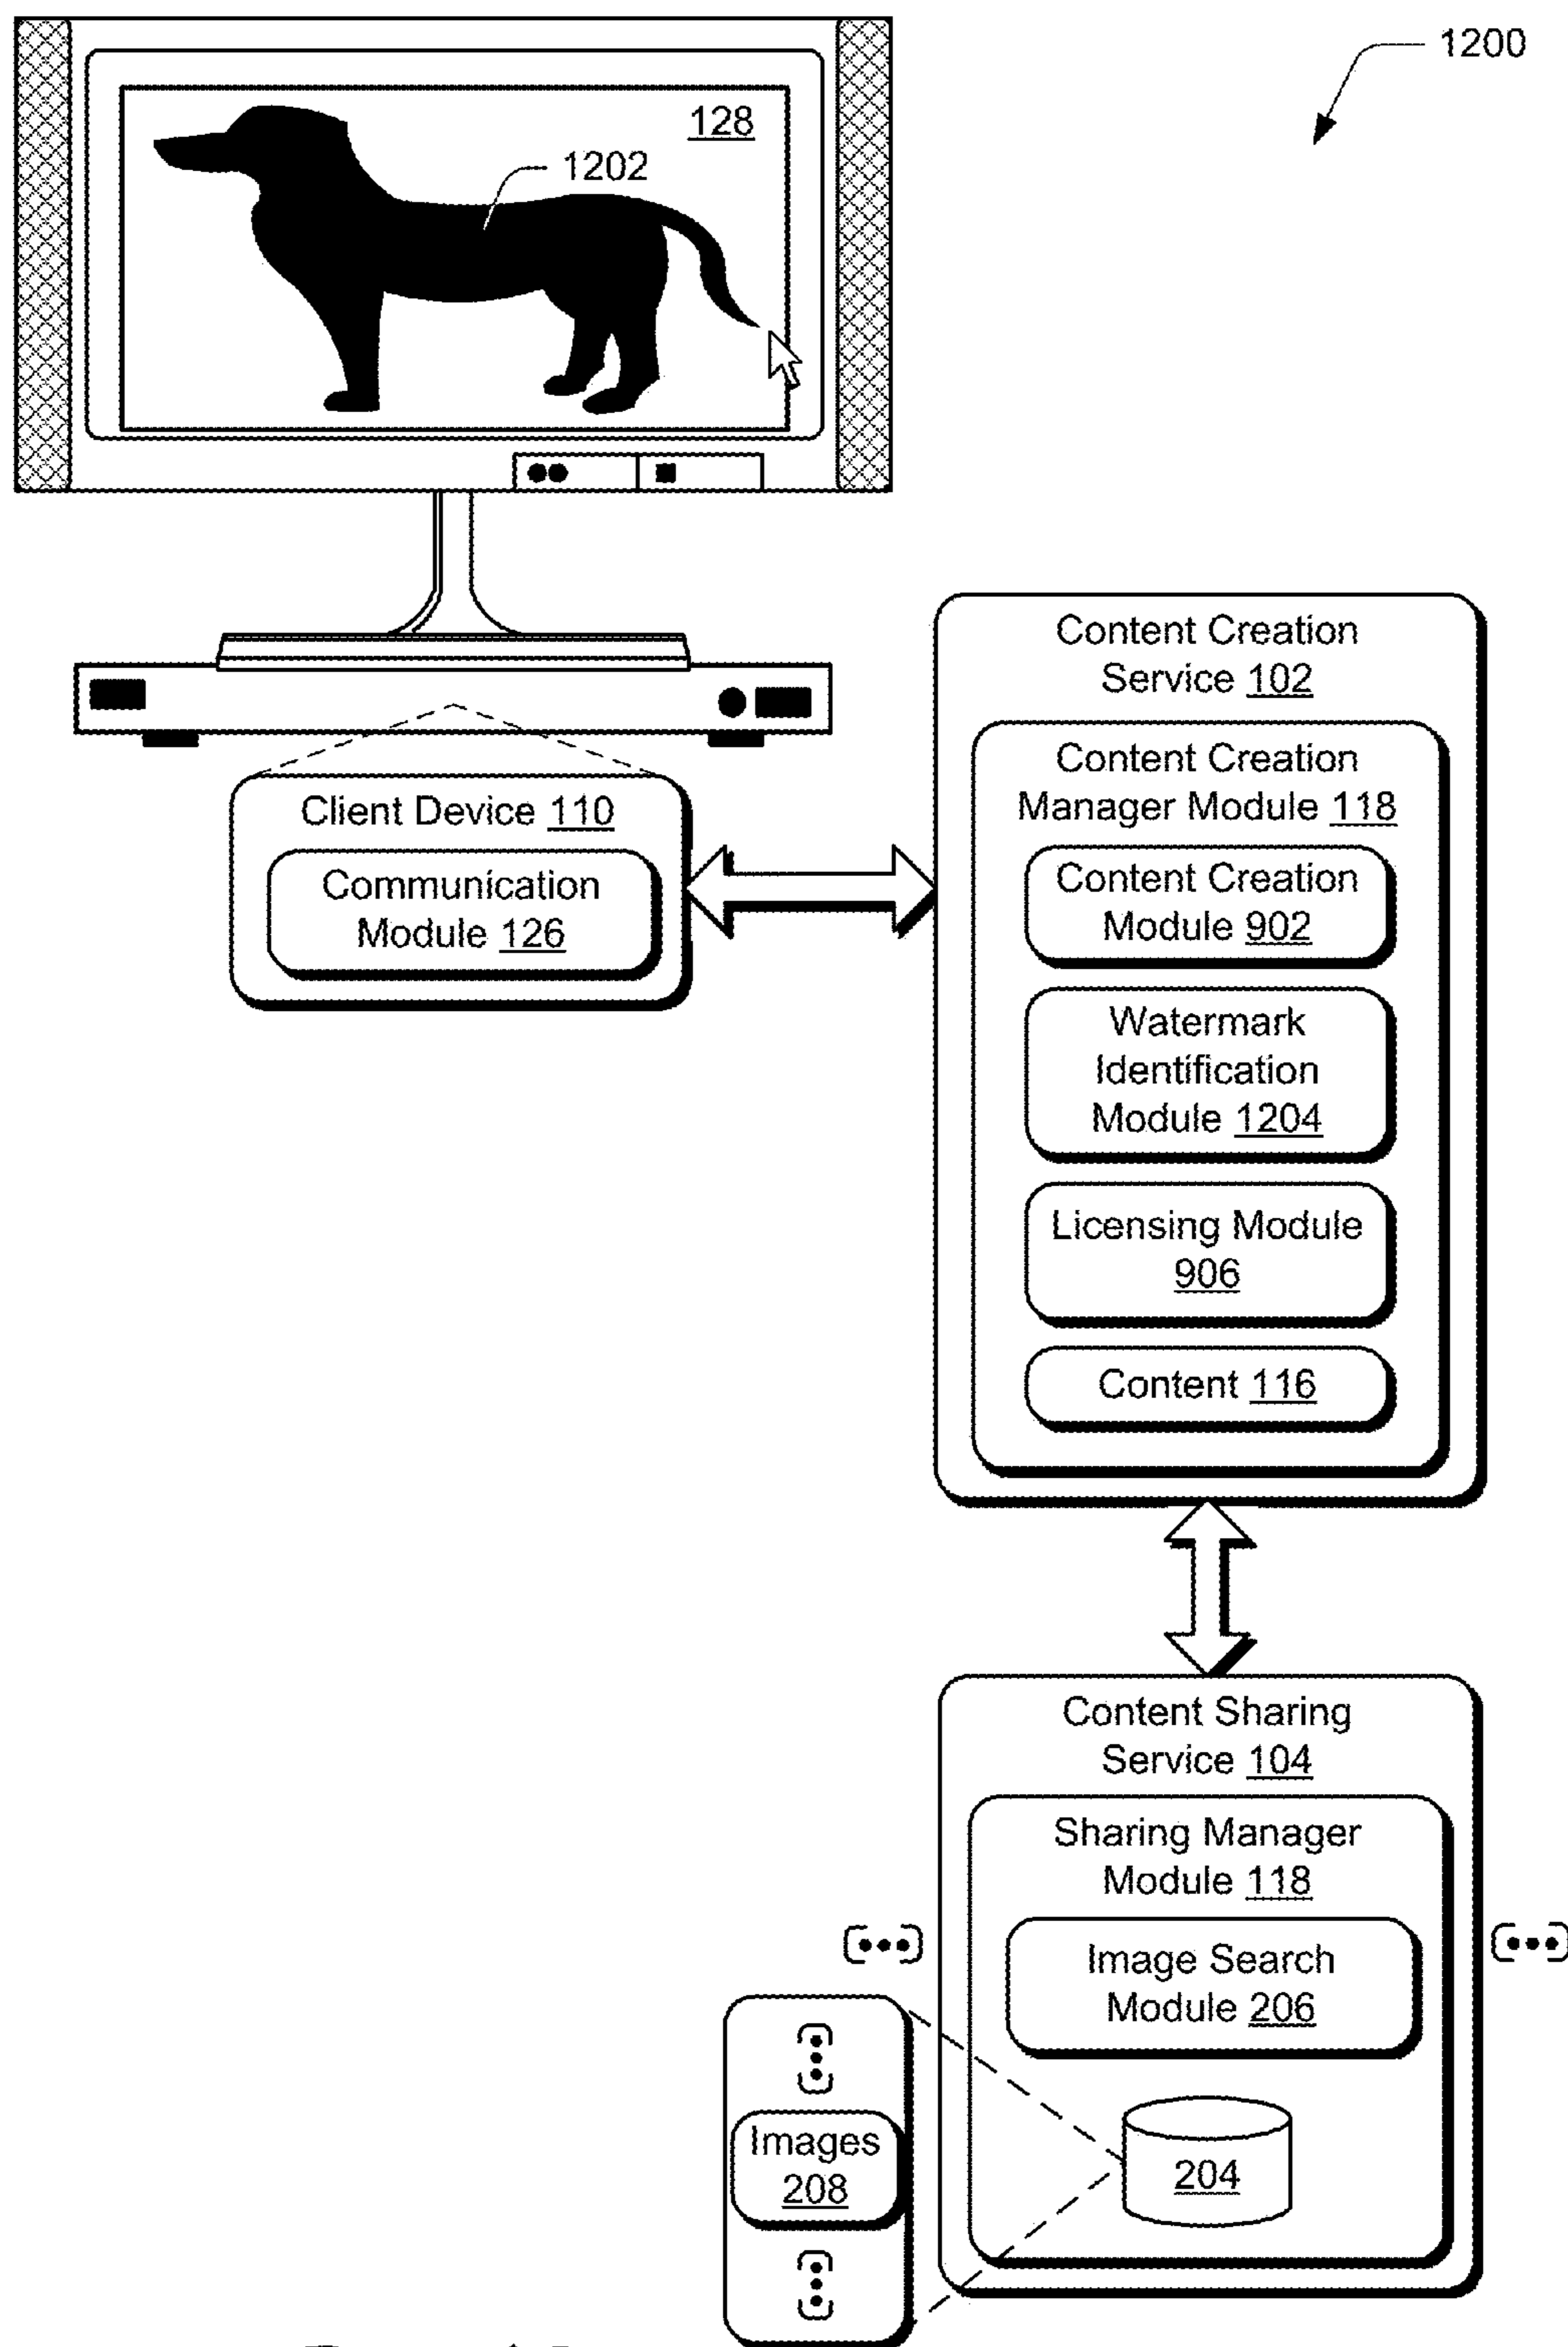 1200
128
1202
Content Creation
Service 102
Content Creation
Manager Module 118
Client Device 110
Communication
Module 126
Content Creation
Module 902
Watermark
Identification
Module 1204
Licensing Module
906
Content 116
Content Sharing
Service 104
Sharing Manager
Module 118
Image Search
Module 206
Images
208
204